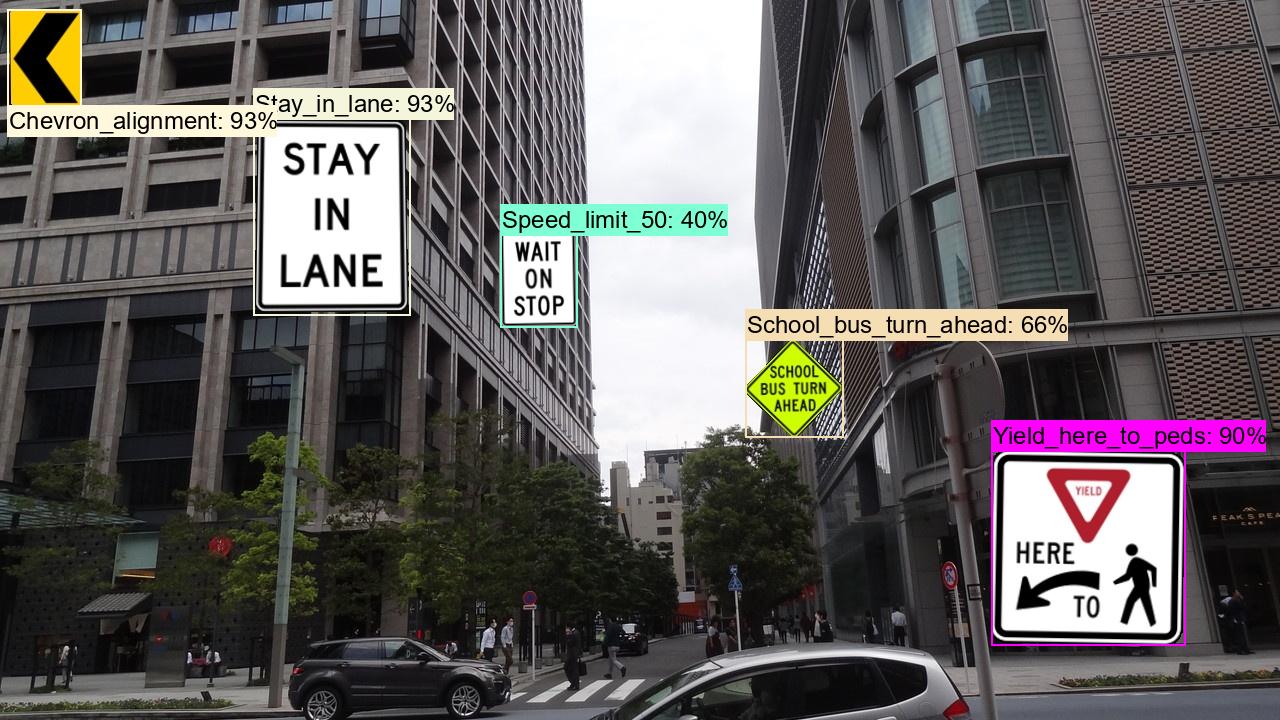 Stay_in_lane: 93%
Chevron_alignment: 93%
STAY
IN
LANE
Speed_limit_50: 40%
WAIT
ON
STOP
School_bus_turn_ahead: 66%
SCHOOL
BUS TURN
AHEAD
Yield_here_to_peds: 90%
YIELD
HERE
TO
CAFE